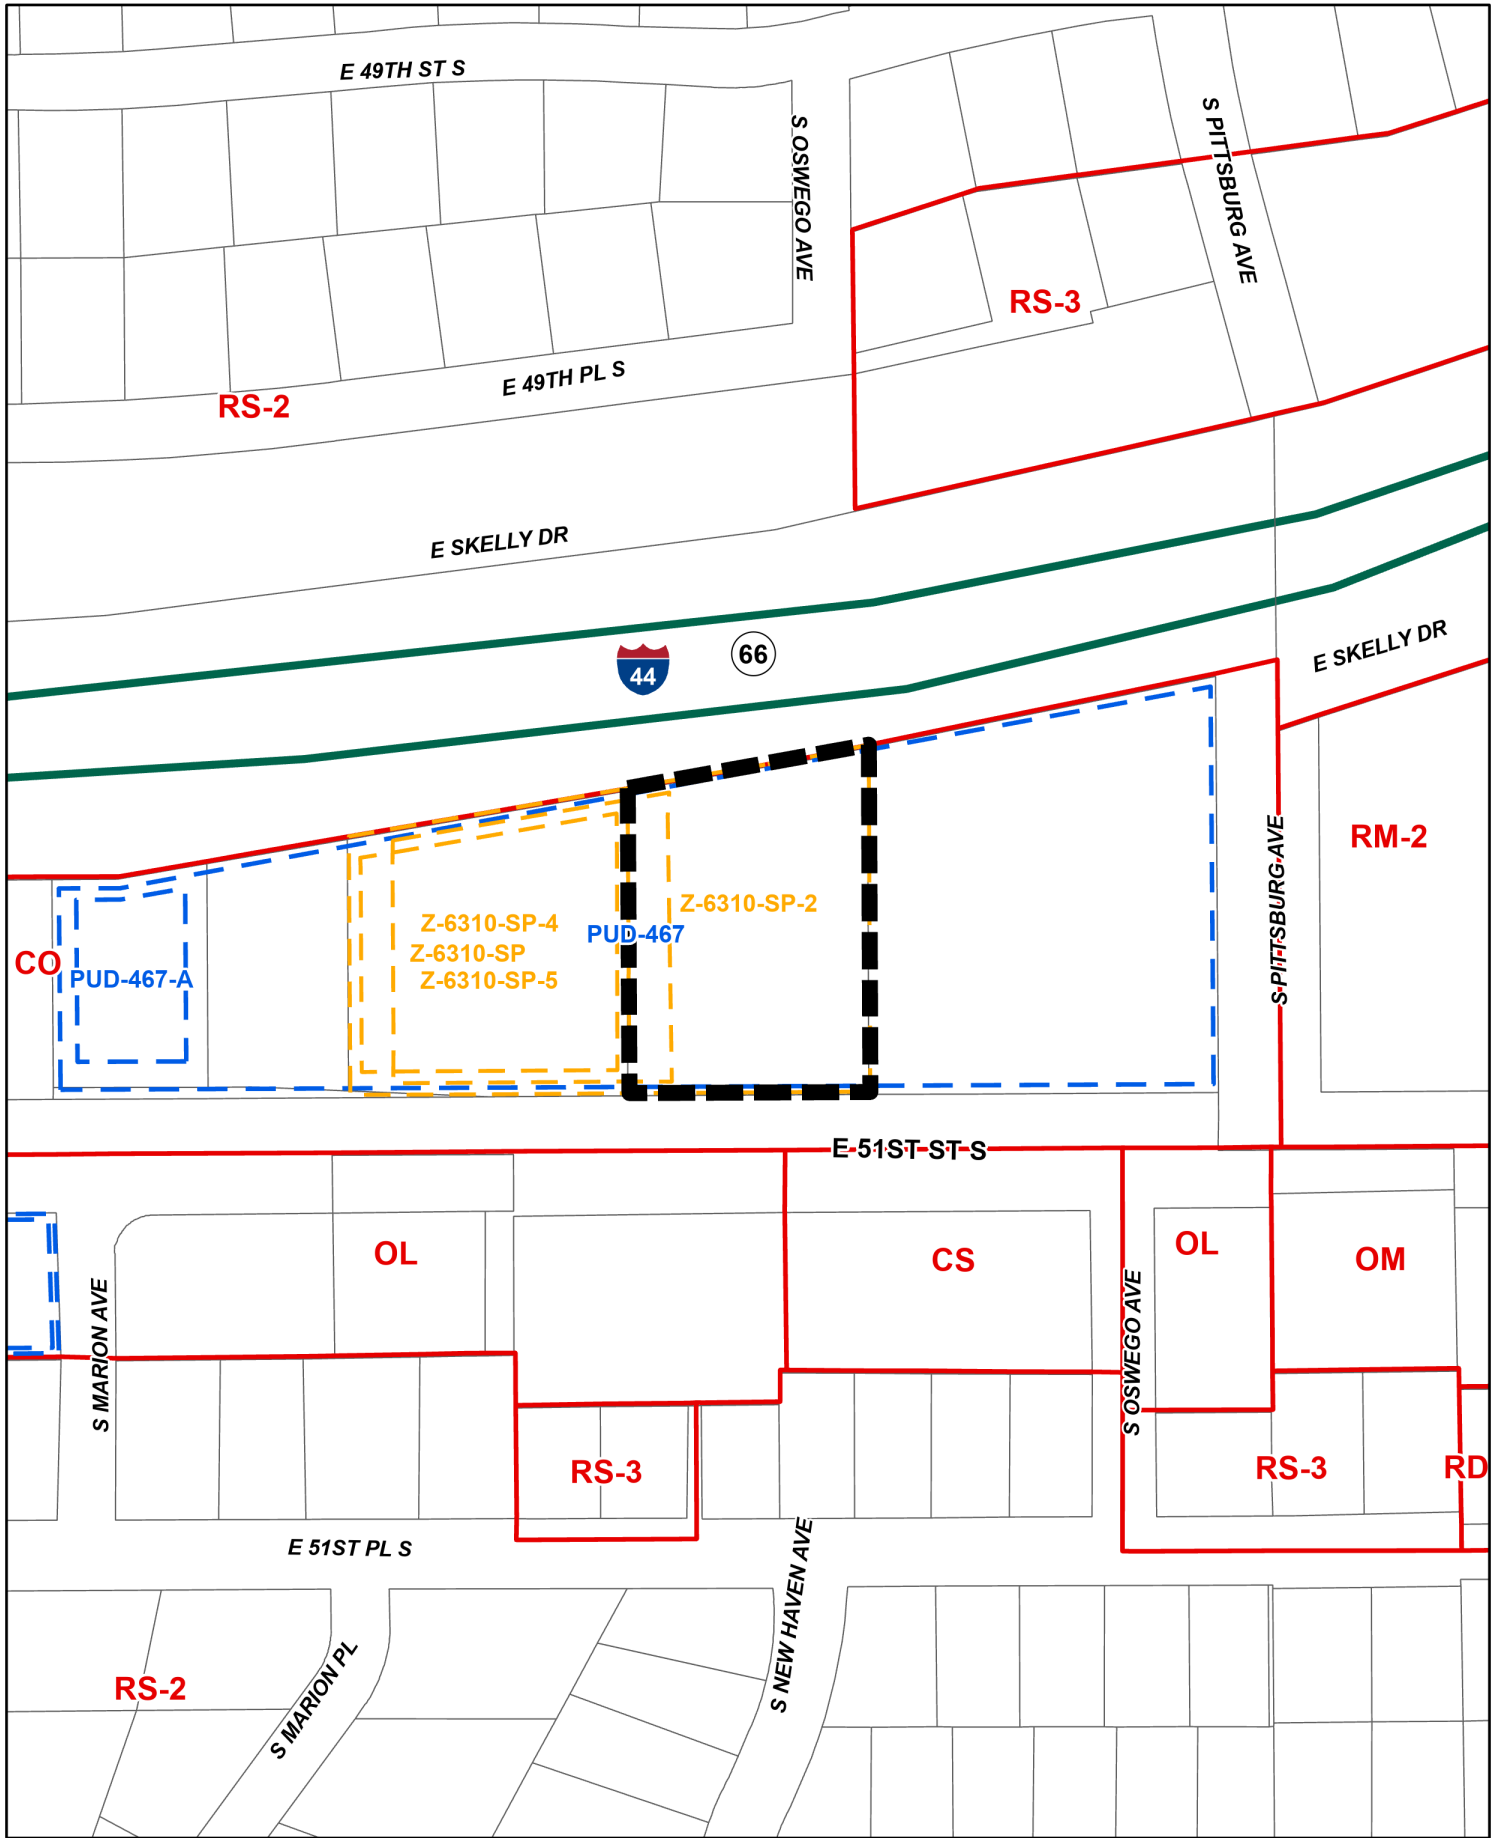 E 49TH ST S
S OSWEGO AVE
S PITTSBURG AVE
RS-3
E 49TH PL S
RS-2
E SKELLY DR
44
66
E SKELLY DR
RM-2
S PITTSBURG AVE
Z-6310-SP-2
Z-6310-SP-4
PUD-467
Z-6310-SP
CO
PUD-467-A
Z-6310-SP-5
E 51ST ST S
OL
CS
OL
OM
S MARION AVE
S OSWEGO AVE
RS-3
RS-3
RD
E 51ST PL S
S NEW HAVEN AVE
RS-2
S MARION PL